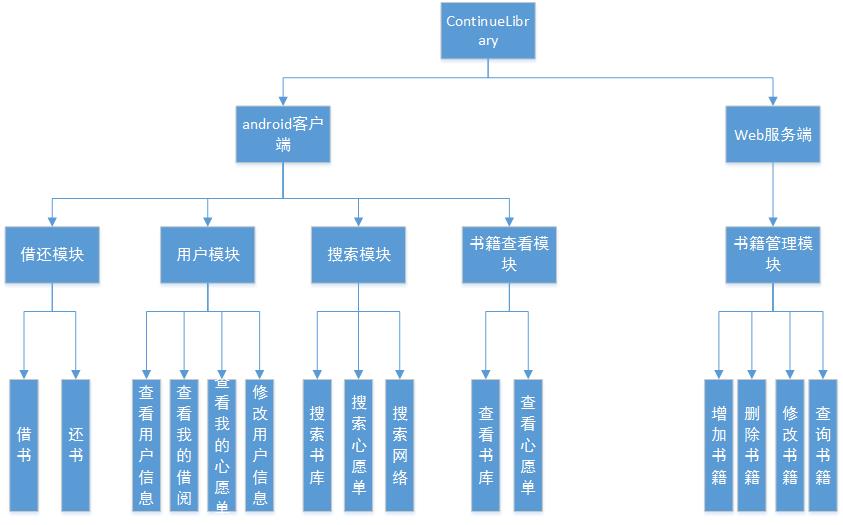 ContinueLibr
ary
android客户
端
Web服务端
借还模块
用户模块
搜索模块
书籍查看模
块
书籍管理模
块
借书
还书
查看用户信息
查看我的借阅
查看我的心愿单
修改用户信息
搜索书库
搜索心愿单
搜索网络
查看书库
查看心愿单
增加书籍
删除书籍
修改书籍
查询书籍